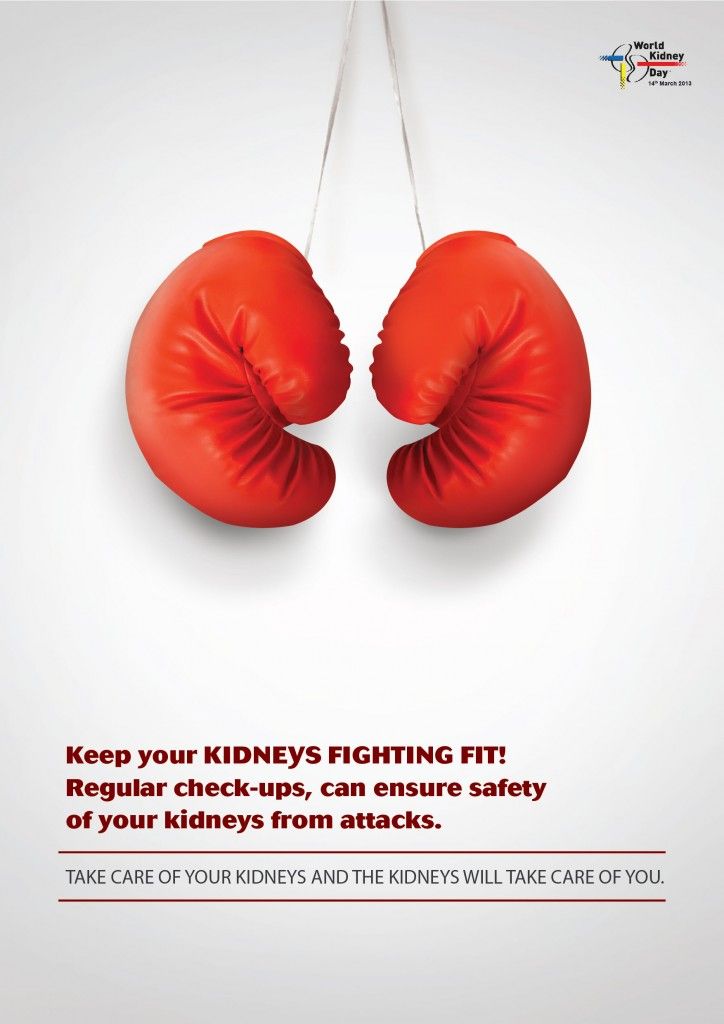 World
Kidney
Day
14th March 2013
Keep your KIDNEYS FIGHTING FIT!
Regular check-ups, can ensure safety
of your kidneys from attacks.
TAKE CARE OF YOUR KIDNEYS AND THE KIDNEYS WILL TAKE CARE OF YOU.